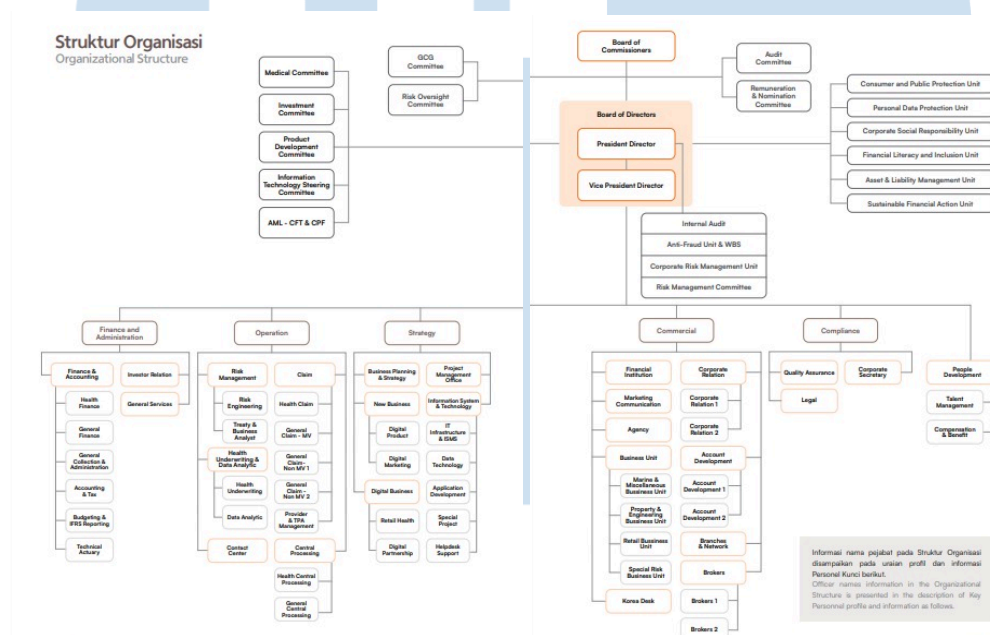 Struktur Organisasi
Organizational Structure
Medical Committee
Investment
Committee
Product
Development
Committee
Information
Technology Steering
Committee
AML - CFT & CPF
GCG
Committee
Risk Oversight
Committee
Board of
Commissioners
Audit
Committee
Remuneration
& Nomination
Committee
Board of Directors
President Director
Vice President Director
Consumer and Public Protection Unit
Personal Data Protection Unit
Corporate Social Responsibility Unit
Financial Literacy and Inclusion Unit
Asset & Liability Management Unit
Sustainable Financial Action Unit
Internal Audit
Anti-Fraud Unit & WBS
Corporate Risk Management Unit
Risk Management Committee
Finance and
Administration
Finance &
Accounting
Health
Finance
General
Finance
General
Collection &
Administration
Accounting
& Tax
Budgeting &
IFRS Reporting
Technical
Actuary
Investor Relation
General Services
Operation
Risk
Management
Risk
Engineering
Treaty &
Business
Analyst
Health
Underwriting &
Data Analytic
Health
Underwriting
Data Analytic
Contact
Center
Claim
Health Claim
General
Claim - MV
General
Claim-
Non MV 1
General
Claim -
Non MV 2
Provider
& TPA
Management
Central
Processing
Health Central
Processing
General
Central
Processing
Strategy
Business Planning
& Strategy
New Business
Digital
Product
Digital
Marketing
Digital Business
Retail Health
Digital
Partnership
Project
Management
Office
Information System
& Technology
IT
Infrastructure
& ISMS
Data
Technology
Application
Development
Special
Project
Helpdesk
Support
Commercial
Financial
Institution
Marketing
Communication
Agency
Business Unit
Marine &
Miscellaneous
Bussiness Unit
Property &
Engineering
Bussiness Unit
Retail Bussiness
Unit
Special Risk
Business Unit
Korea Desk
Corporate
Relation
Corporate
Relation 1
Corporate
Relation 2
Account
Development
Account
Development 1
Account
Development 2
Branches
& Network
Brokers
Brokers 1
Brokers 2
Compliance
Quality Assurance
Legal
Corporate
Secretary
People
Development
Talent
Management
Compensation
& Benefit
Informasi nama pejabat pada Struktur Organisasi
disampaikan pada uraian profil dan informasi
Personel Kunci berikut.
Officer names information in the Organizational
Structure is presented in the description of Key
Personnel profile and information as follows.